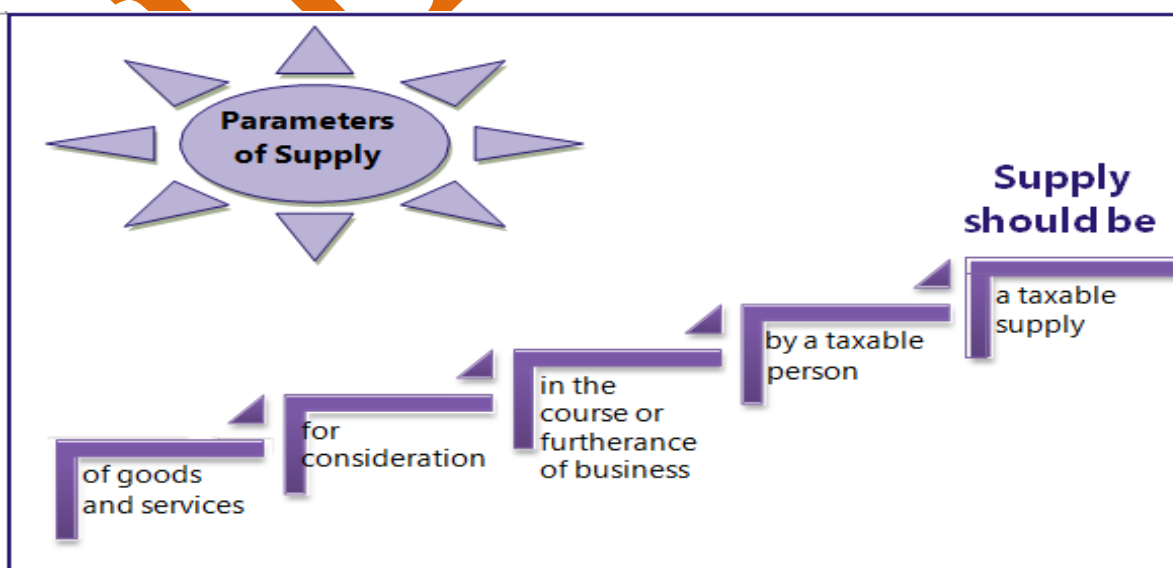 Parameters
of Supply
Supply
should be
of goods
and services
for
consideration
in the
course or
furtherance
of business
by a taxable
person
a taxable
supply